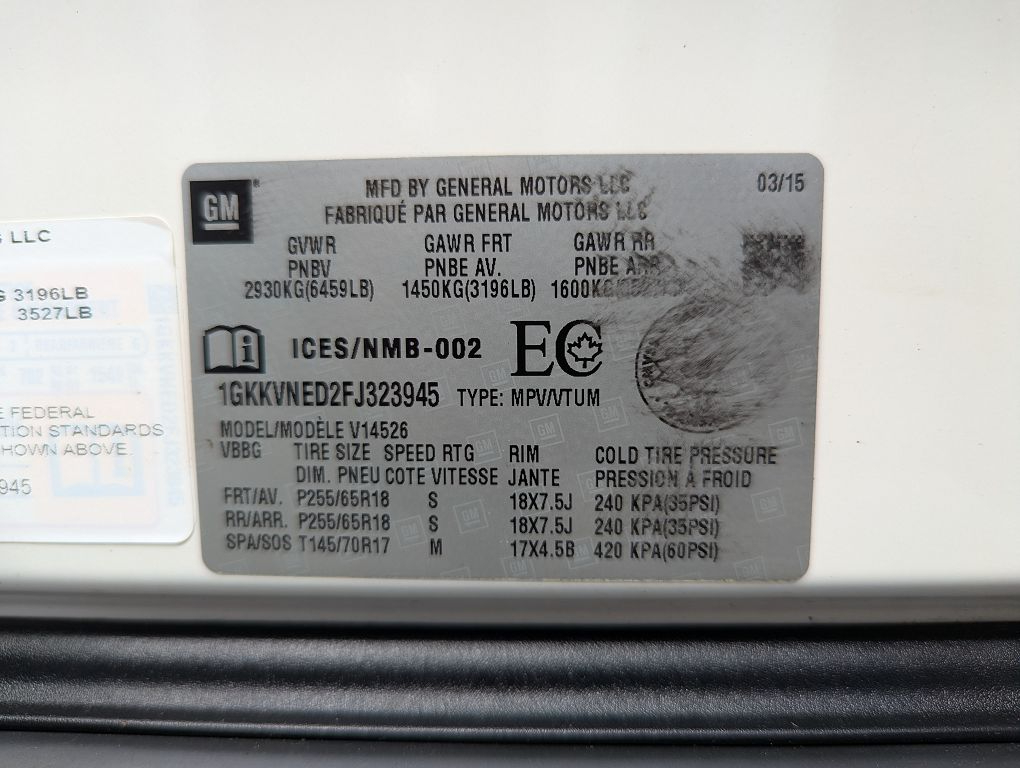 GM
MFD BY GENERAL MOTORS LLC 03/15
FABRIQUÉ PAR GENERAL MOTORS LLC
GVWR GAWR FRT GAWR RR
PNBV PNBE AV. PNBE ARR
2930KG(6459LB) 1450KG(3196LB) 1600KG
ICES/NMB-002 EC
1GKKVNED2FJ323945 TYPE: MPV/VTUM
MODEL/MODÈLE V14526
VBBG TIRE SIZE SPEED RTG RIM COLD TIRE PRESSURE
DIM. PNEU COTE VITESSE JANTE PRESSION À FROID
FRT/AV. P255/65R18 S 18X7.5J 240 KPA(35PSI)
RR/ARR. P255/65R18 S 18X7.5J 240 KPA(35PSI)
SPA/SOS T145/70R17 M 17X4.5B 420 KPA(60PSI)
LLC
3196LB
3527LB
FEDERAL
STANDARDS
ABOVE.
945